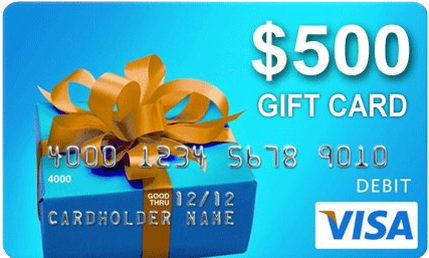 $500
GIFT CARD
4000 1234 5678 9010
4000
GOOD THRU 12/12
CARDHOLDER NAME
DEBIT
VISA